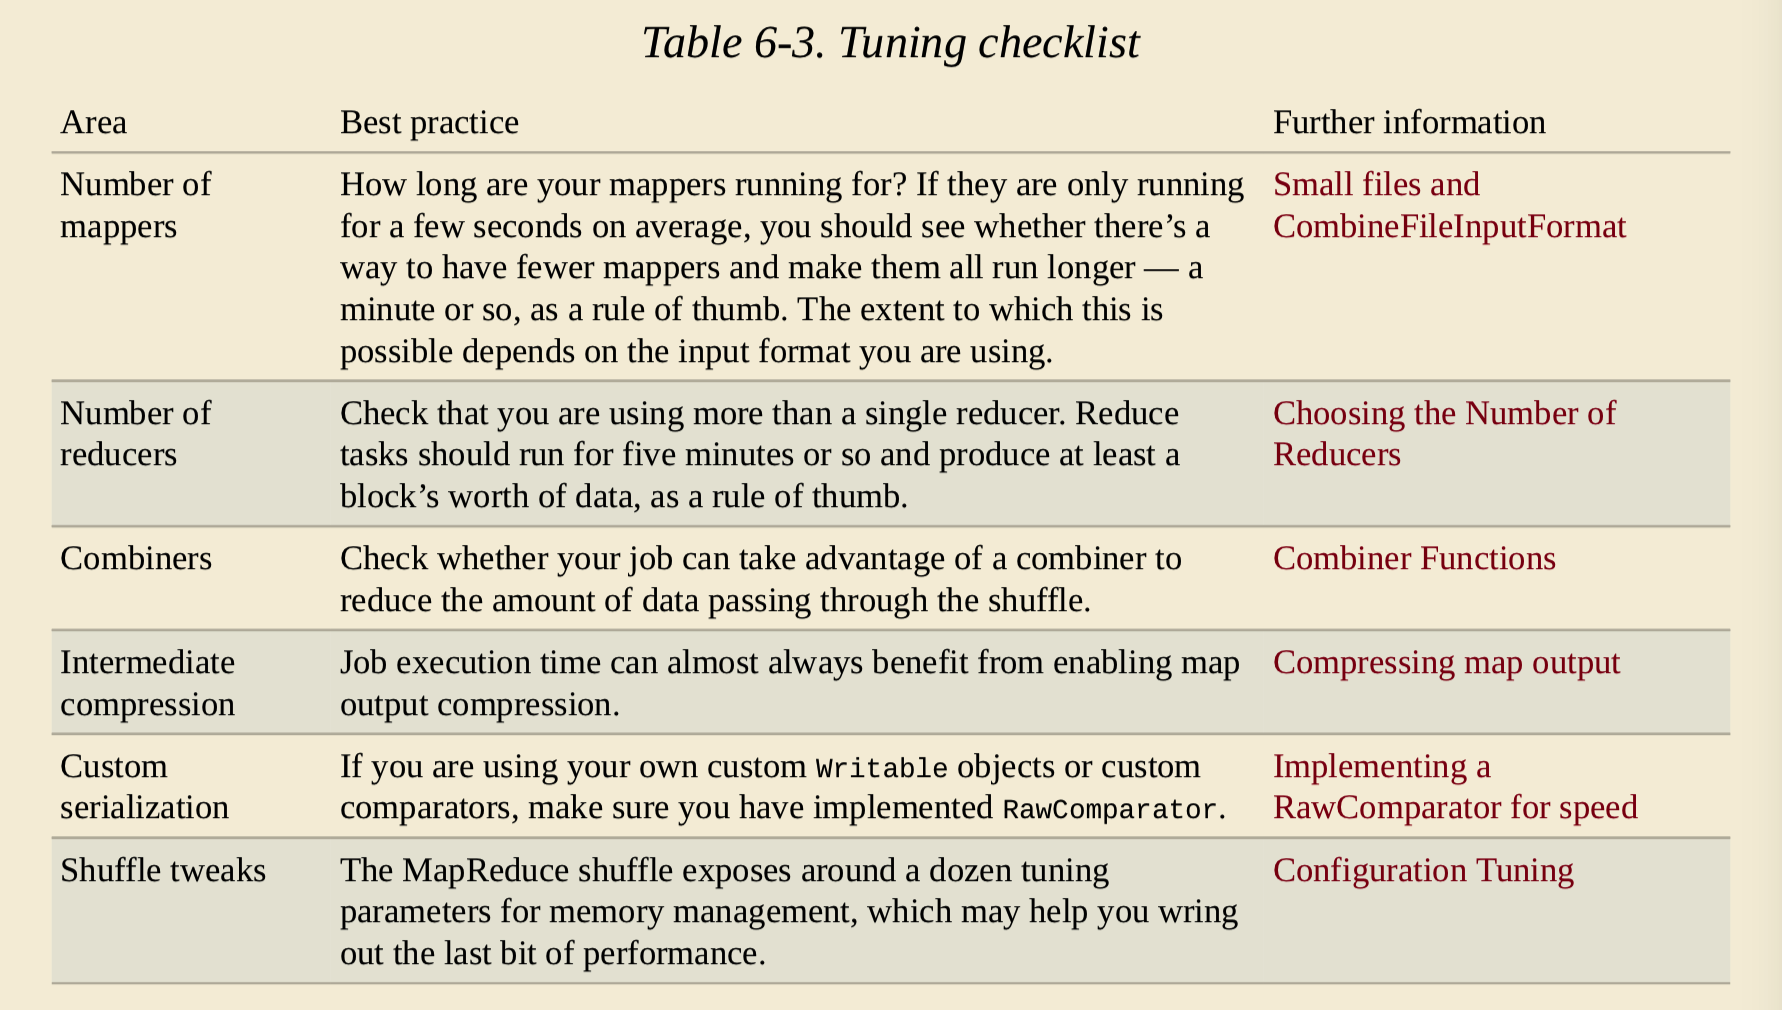 Table 6-3. Tuning checklist
Area Best practice Further information
Number of How long are your mappers running for? If they are only running Small files and
mappers for a few seconds on average, you should see whether there’s a CombineFileInputFormat
way to have fewer mappers and make them all run longer — a
minute or so, as a rule of thumb. The extent to which this is
possible depends on the input format you are using.
Number of Check that you are using more than a single reducer. Reduce Choosing the Number of
reducers tasks should run for five minutes or so and produce at least a Reducers
block’s worth of data, as a rule of thumb.
Combiners Check whether your job can take advantage of a combiner to Combiner Functions
reduce the amount of data passing through the shuffle.
Intermediate Job execution time can almost always benefit from enabling map Compressing map output
compression output compression.
Custom If you are using your own custom Writable objects or custom Implementing a
serialization comparators, make sure you have implemented RawComparator. RawComparator for speed
Shuffle tweaks The MapReduce shuffle exposes around a dozen tuning Configuration Tuning
parameters for memory management, which may help you wring
out the last bit of performance.